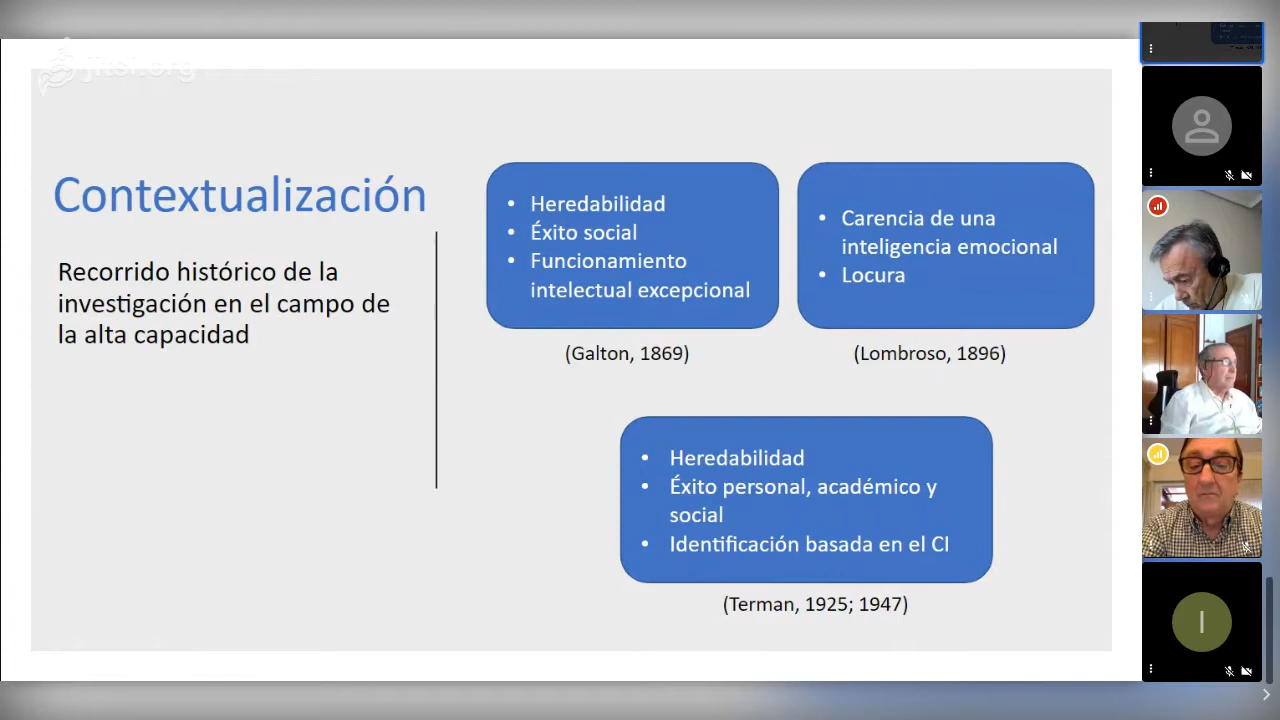 jitsi.org
Contextualización
Recorrido histórico de la
investigación en el campo de
la alta capacidad
• Heredabilidad
• Éxito social
• Funcionamiento
intelectual excepcional
(Galton, 1869)
• Carencia de una
inteligencia emocional
• Locura
(Lombroso, 1896)
• Heredabilidad
• Éxito personal, académico y
social
• Identificación basada en el CI
(Terman, 1925; 1947)
I